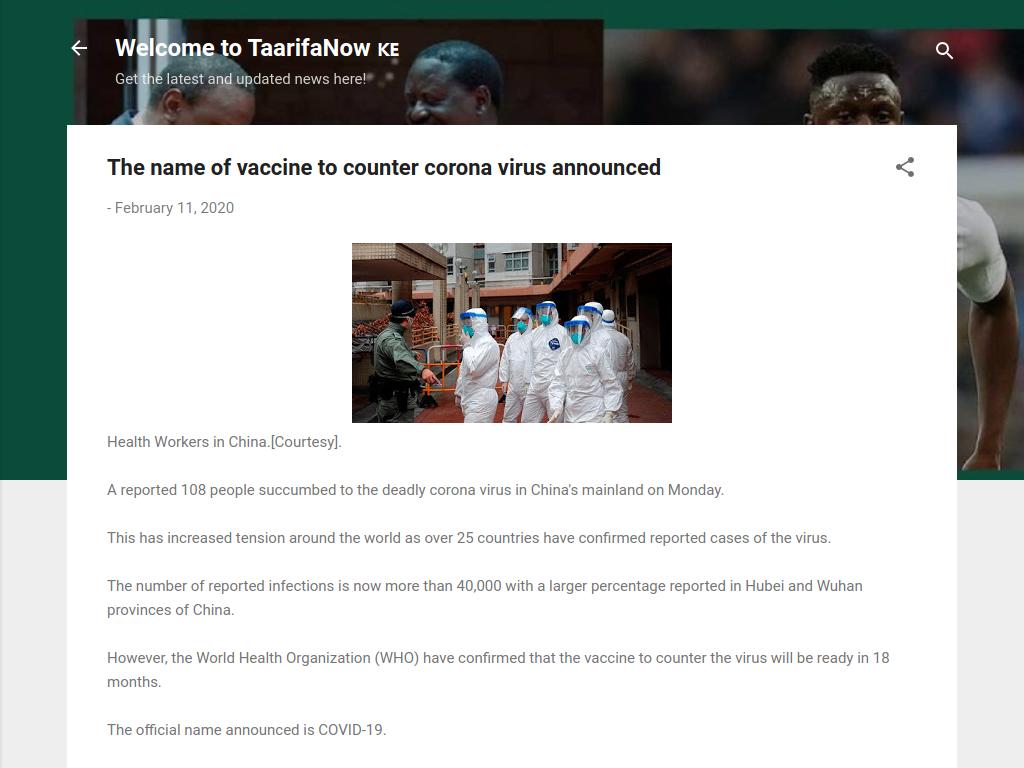 Welcome to TaarifaNow ᴋᴇ
Get the latest and updated news here!
The name of vaccine to counter corona virus announced
- February 11, 2020
Health Workers in China.[Courtesy].
A reported 108 people succumbed to the deadly corona virus in China's mainland on Monday.
This has increased tension around the world as over 25 countries have confirmed reported cases of the virus.
The number of reported infections is now more than 40,000 with a larger percentage reported in Hubei and Wuhan
provinces of China.
However, the World Health Organization (WHO) have confirmed that the vaccine to counter the virus will be ready in 18
months.
The official name announced is COVID-19.